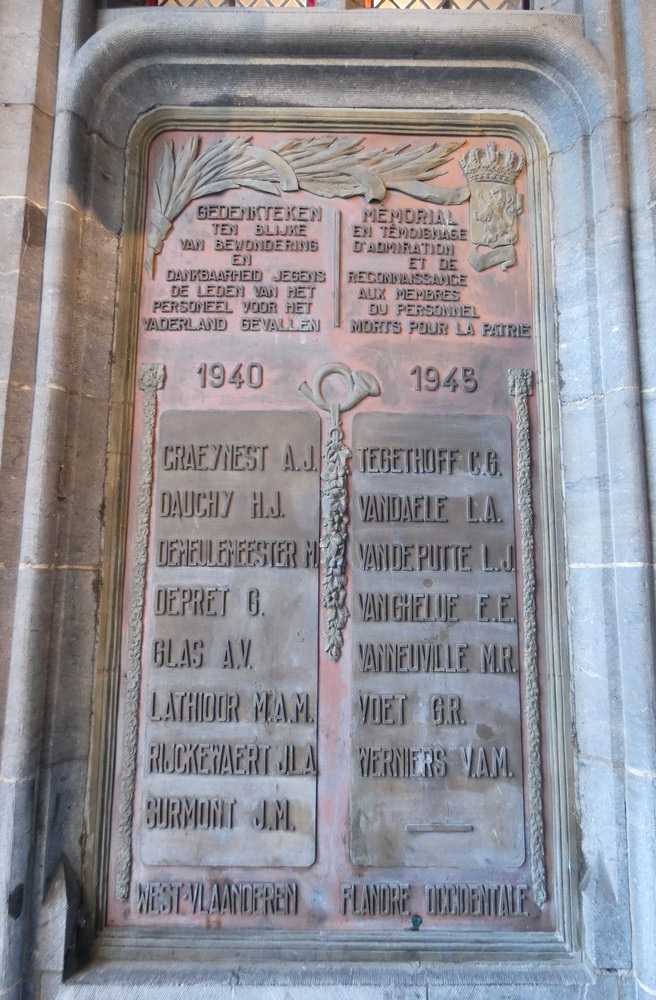 GEDENKTEKEN
TEN BLIJKE
VAN BEWONDERING
EN
DANKBAARHEID JEGENS
DE LEDEN VAN HET
PERSONEEL VOOR HET
VADERLAND GEVALLEN
MEMORIAL
EN TÉMOIGNAGE
D'ADMIRATION
ET DE
RECONNAISSANCE
AUX MEMBRES
DU PERSONNEL
MORTS POUR LA PATRIE
1940
1945
CRAEYNEST A.J.
DAUCHY H.J.
DEMEULEMEESTER M.
DEPRET G.
GLAS A.V.
LATHIOOR M.A.M.
RIJCKEWAERT J.L.A
SURMONT J.M.
TEGETHOFF C.G.
VANDAELE L.A.
VANDEPUTTE L.J.
VANGHELUE E.E.
VANNEUVILLE M.R.
VOET G.R.
WERNIERS V.A.M.
WEST-VLAANDEREN
FLANDRE OCCIDENTALE